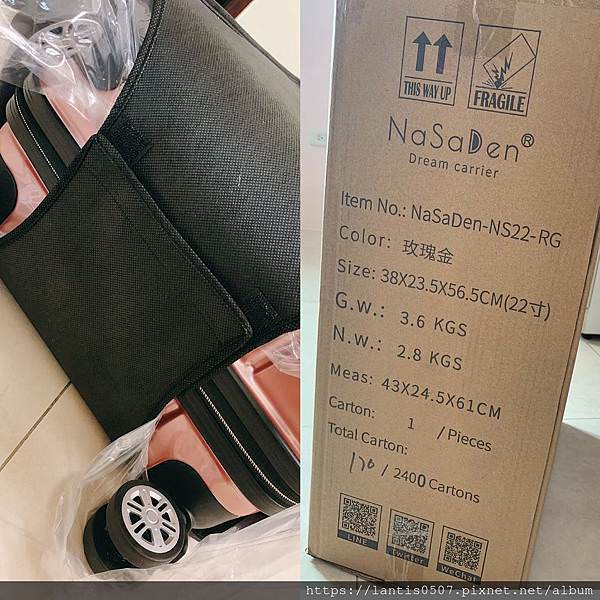 THIS WAY UP
FRAGILE
NaSaDen®
Dream carrier
Item No.: NaSaDen-NS22-RG
Color: 玫瑰金
Size: 38X23.5X56.5CM(22寸)
G.w.: 3.6 KGS
N.w.: 2.8 KGS
Meas: 43X24.5X61CM
Carton: 1 /Pieces
Total Carton:
170 / 2400 Cartons
LINE
Twitter
WeChat
https://lantis0507.pixnet.net/album